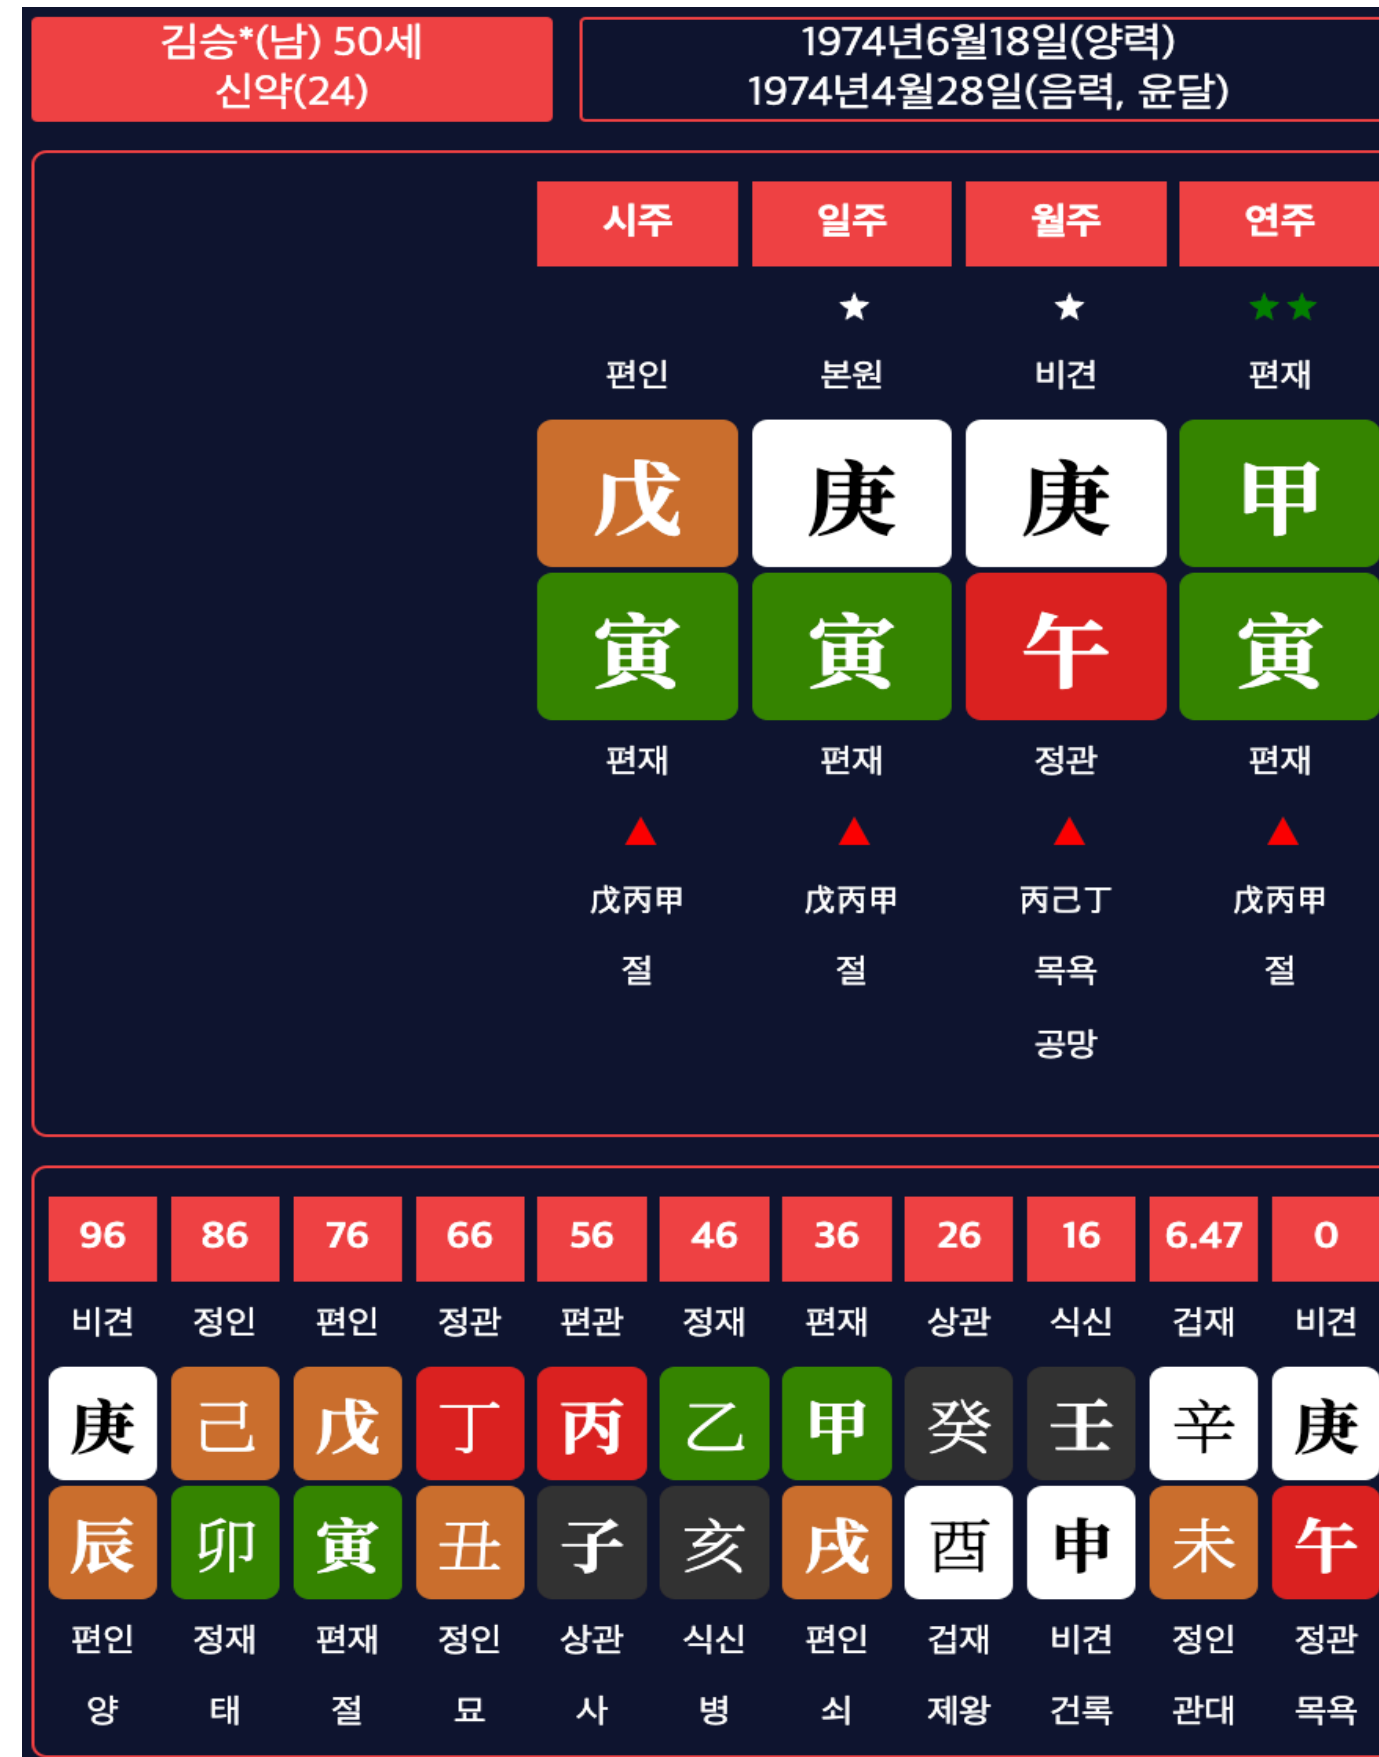 김승*(남) 50세
신약(24)
1974년6월18일(양력)
1974년4월28일(음력, 윤달)
시주 일주 월주 연주
★ ★ ★★
편인 본원 비견 편재
戊 庚 庚 甲
寅 寅 午 寅
편재 편재 정관 편재
▲ ▲ ▲ ▲
戊丙甲 戊丙甲 丙己丁 戊丙甲
절 절 목욕 절
공망
96 86 76 66 56 46 36 26 16 6.47 0
비견 정인 편인 정관 편관 정재 편재 상관 식신 겁재 비견
庚 己 戊 丁 丙 乙 甲 癸 壬 辛 庚
辰 卯 寅 丑 子 亥 戌 酉 申 未 午
편인 정재 편재 정인 상관 식신 편인 겁재 비견 정인 정관
양 태 절 묘 사 병 쇠 제왕 건록 관대 목욕